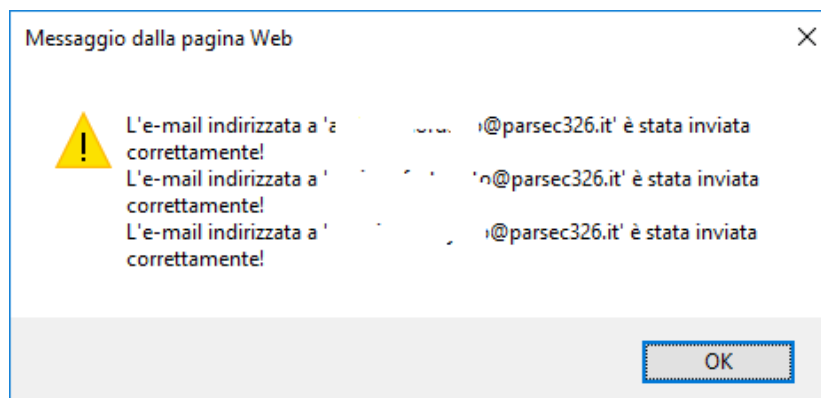 Messaggio dalla pagina Web
L'e-mail indirizzata a 'a @parsec326.it' è stata inviata
correttamente!
L'e-mail indirizzata a ' o@parsec326.it' è stata inviata
correttamente!
L'e-mail indirizzata a ' @parsec326.it' è stata inviata
correttamente!
OK